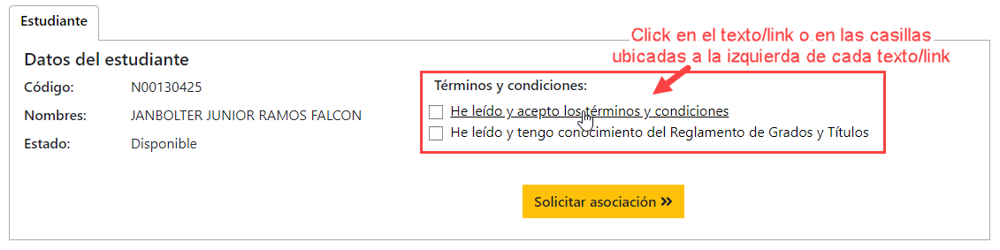 Estudiante
Click en el texto/link o en las casillas
ubicadas a la izquierda de cada texto/link
Datos del estudiante
Código: N00130425
Nombres: JANBOLTER JUNIOR RAMOS FALCON
Estado: Disponible
Términos y condiciones:
He leído y acepto los términos y condiciones
He leído y tengo conocimiento del Reglamento de Grados y Títulos
Solicitar asociación »